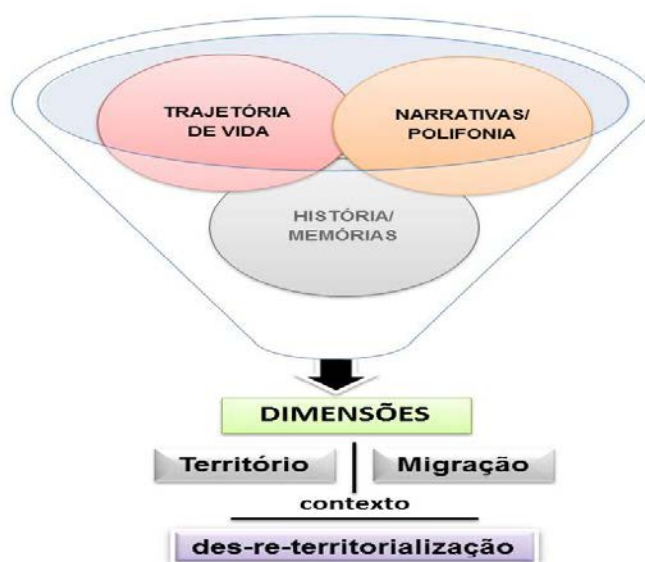 TRAJETÓRIA
DE VIDA
NARRATIVAS/
POLIFONIA
HISTÓRIA/
MEMÓRIAS
DIMENSÕES
Território
Migração
contexto
des-re-territorialização